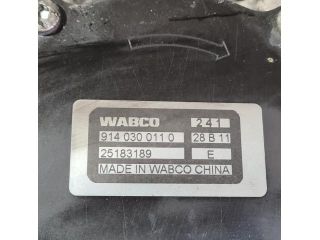 WABCO 241
914 030 011 0 28 B 11
25183189 E
MADE IN WABCO CHINA